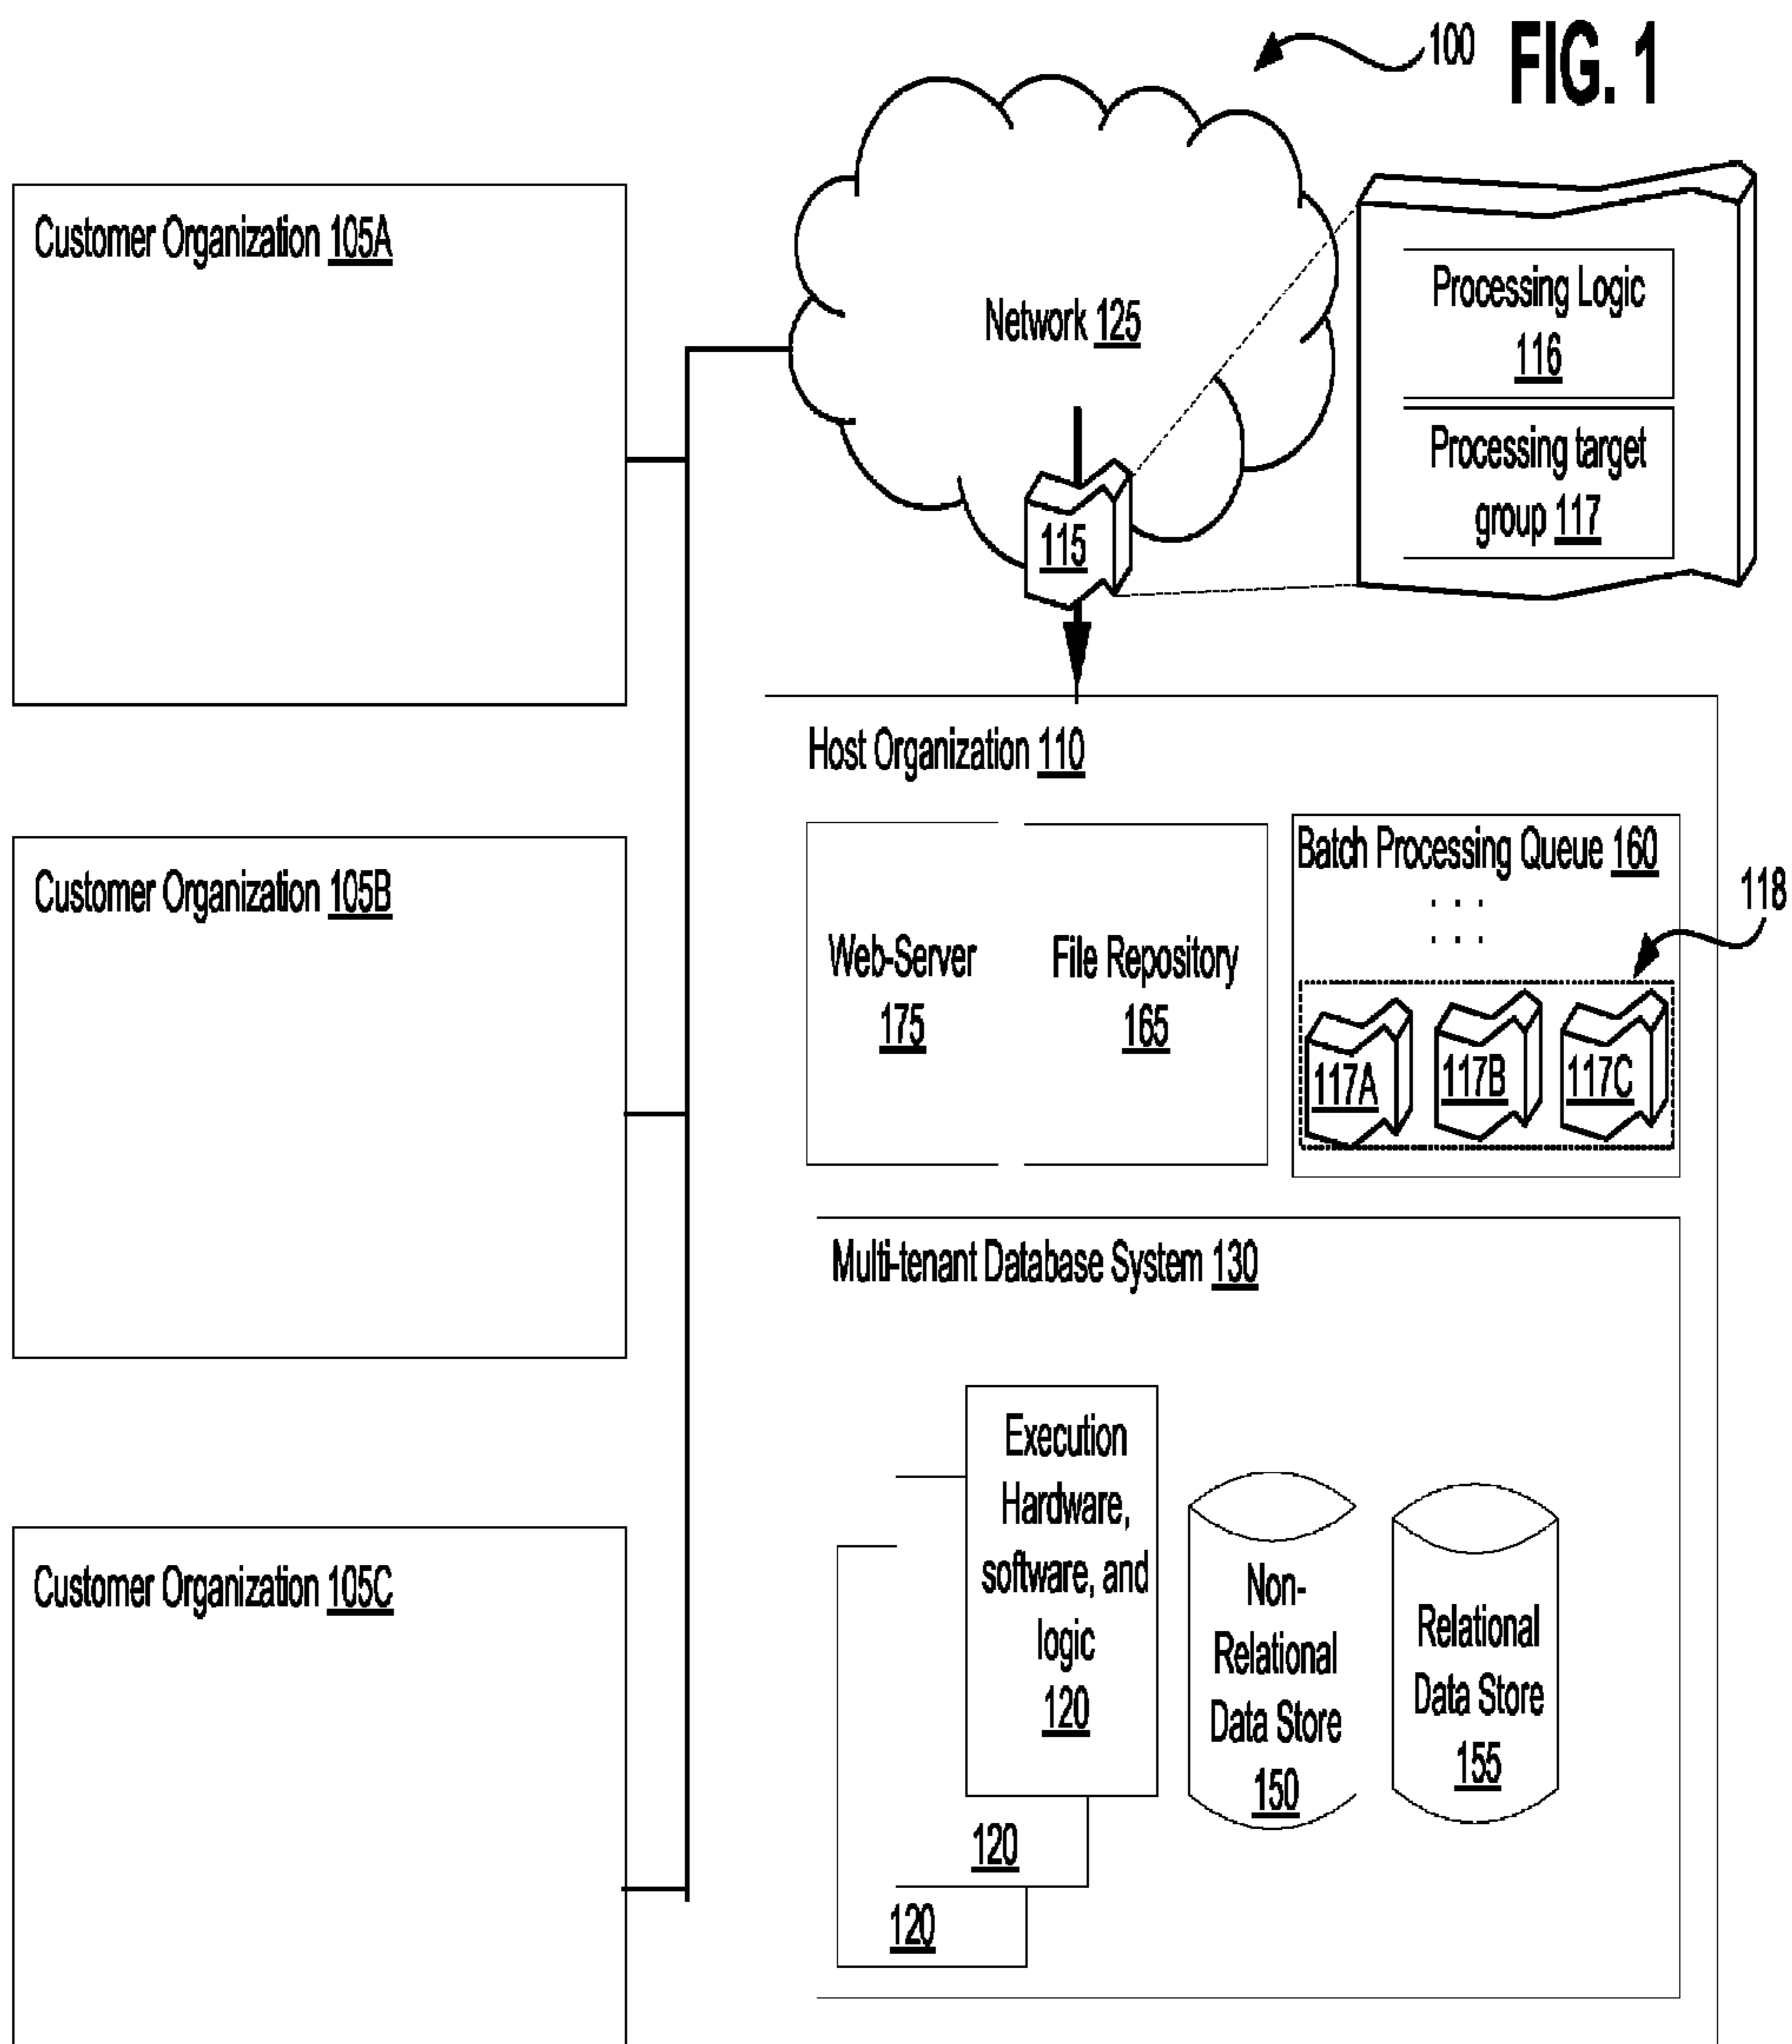 100
FIG. 1
Customer Organization 105A
Network 125
Processing Logic
116
Processing target
group 117
115
Host Organization 110
Customer Organization 105B
Web-Server
175
File Repository
165
Batch Processing Queue 160
. . .
. . .
118
117A
117B
117C
Multi-tenant Database System 130
Customer Organization 105C
Execution
Hardware,
software, and
logic
120
120
120
Non-
Relational
Data Store
150
Relational
Data Store
155